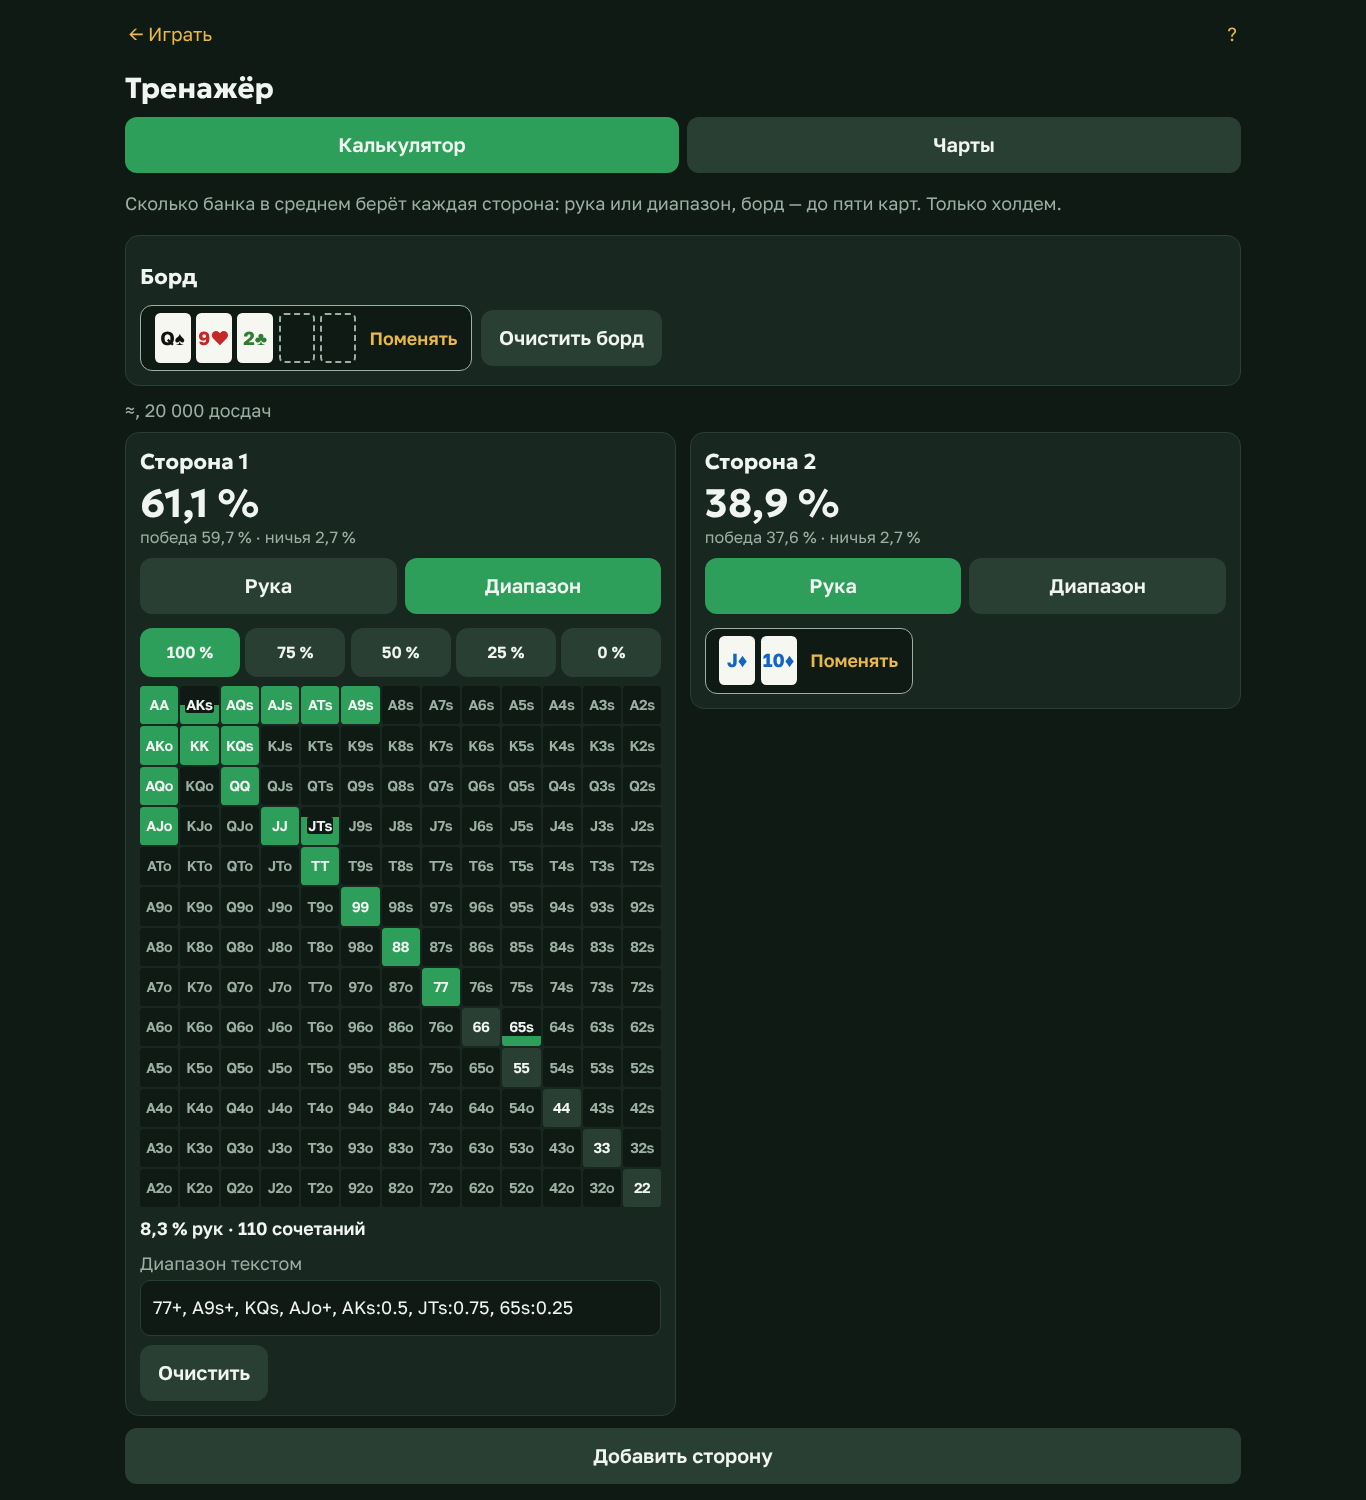 ← Играть ?
Тренажёр
Калькулятор Чарты
Сколько банка в среднем берёт каждая сторона: рука или диапазон, борд — до пяти карт. Только холдем.
Борд
Q♠ 9♥ 2♣ Поменять Очистить борд
≈, 20 000 досдач
Сторона 1
61,1 %
победа 59,7 % · ничья 2,7 %
Рука Диапазон
100 % 75 % 50 % 25 % 0 %
AA AKs AQs AJs ATs A9s A8s A7s A6s A5s A4s A3s A2s
AKo KK KQs KJs KTs K9s K8s K7s K6s K5s K4s K3s K2s
AQo KQo QQ QJs QTs Q9s Q8s Q7s Q6s Q5s Q4s Q3s Q2s
AJo KJo QJo JJ JTs J9s J8s J7s J6s J5s J4s J3s J2s
ATo KTo QTo JTo TT T9s T8s T7s T6s T5s T4s T3s T2s
A9o K9o Q9o J9o T9o 99 98s 97s 96s 95s 94s 93s 92s
A8o K8o Q8o J8o T8o 98o 88 87s 86s 85s 84s 83s 82s
A7o K7o Q7o J7o T7o 97o 87o 77 76s 75s 74s 73s 72s
A6o K6o Q6o J6o T6o 96o 86o 76o 66 65s 64s 63s 62s
A5o K5o Q5o J5o T5o 95o 85o 75o 65o 55 54s 53s 52s
A4o K4o Q4o J4o T4o 94o 84o 74o 64o 54o 44 43s 42s
A3o K3o Q3o J3o T3o 93o 83o 73o 63o 53o 43o 33 32s
A2o K2o Q2o J2o T2o 92o 82o 72o 62o 52o 42o 32o 22
8,3 % рук · 110 сочетаний
Диапазон текстом
77+, A9s+, KQs, AJo+, AKs:0.5, JTs:0.75, 65s:0.25
Очистить
Сторона 2
38,9 %
победа 37,6 % · ничья 2,7 %
Рука Диапазон
J♦ 10♦ Поменять
Добавить сторону